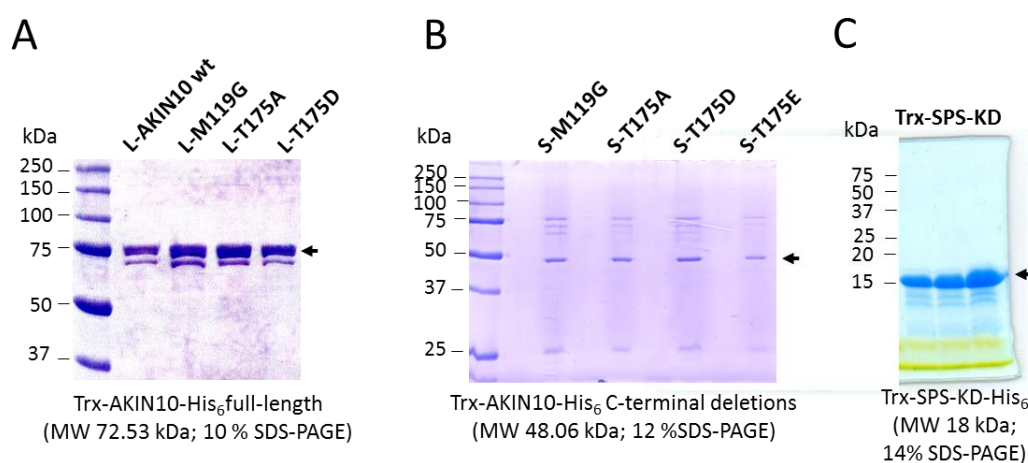 A
L-AKIN10 wt
L-M119G
L-T175A
L-T175D
kDa
250
150
100
75
50
37
Trx-AKIN10-His6full-length
(MW 72.53 kDa; 10 % SDS-PAGE)
B
S-M119G
S-T175A
S-T175D
S-T175E
kDa
250
150
100
75
50
37
25
Trx-AKIN10-His6 C-terminal deletions
(MW 48.06 kDa; 12 %SDS-PAGE)
C
Trx-SPS-KD
kDa
75
50
37
25
20
15
Trx-SPS-KD-His6
(MW 18 kDa;
14% SDS-PAGE)